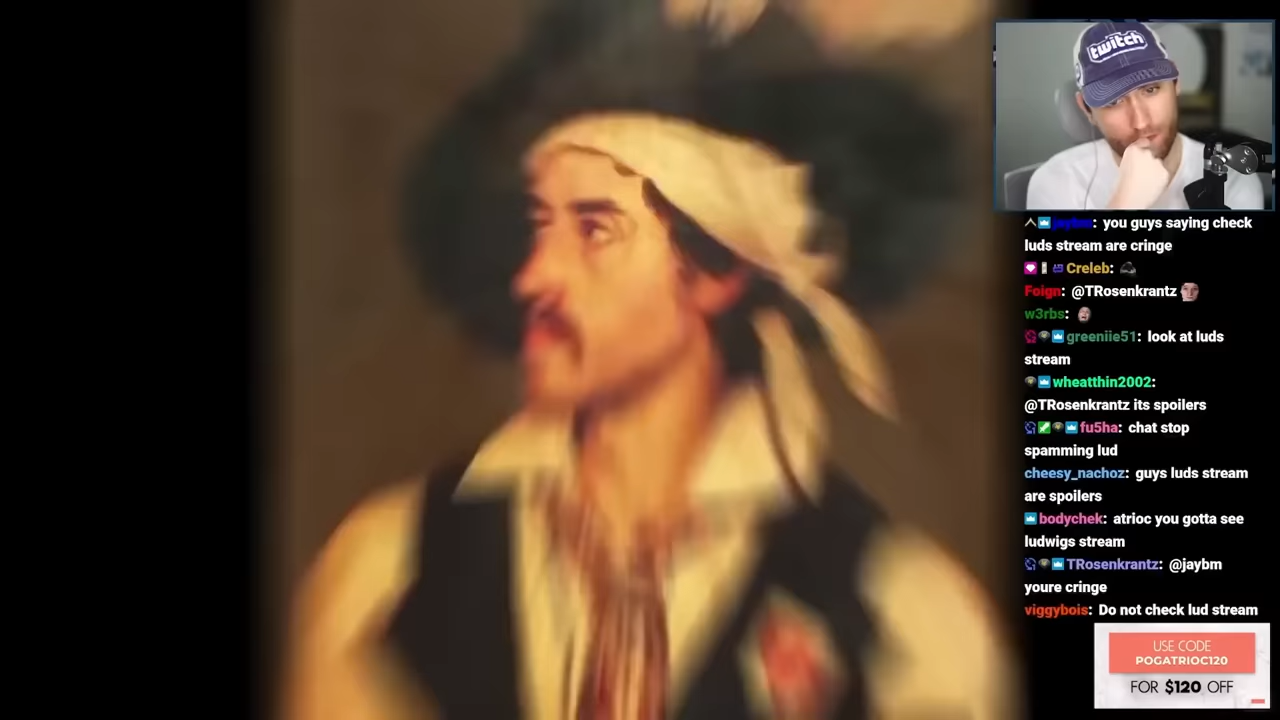 twitch
jaybm: you guys saying check
luds stream are cringe
Creleb:
Foign: @TRosenkrantz
w3rbs:
greeniie51: look at luds
stream
wheatthin2002:
@TRosenkrantz its spoilers
fu5ha: chat stop
spamming lud
cheesy_nachoz: guys luds stream
are spoilers
bodychek: atrioc you gotta see
ludwigs stream
TRosenkrantz: @jaybm
youre cringe
viggybois: Do not check lud stream
USE CODE
POGATRIOC120
FOR $120 OFF